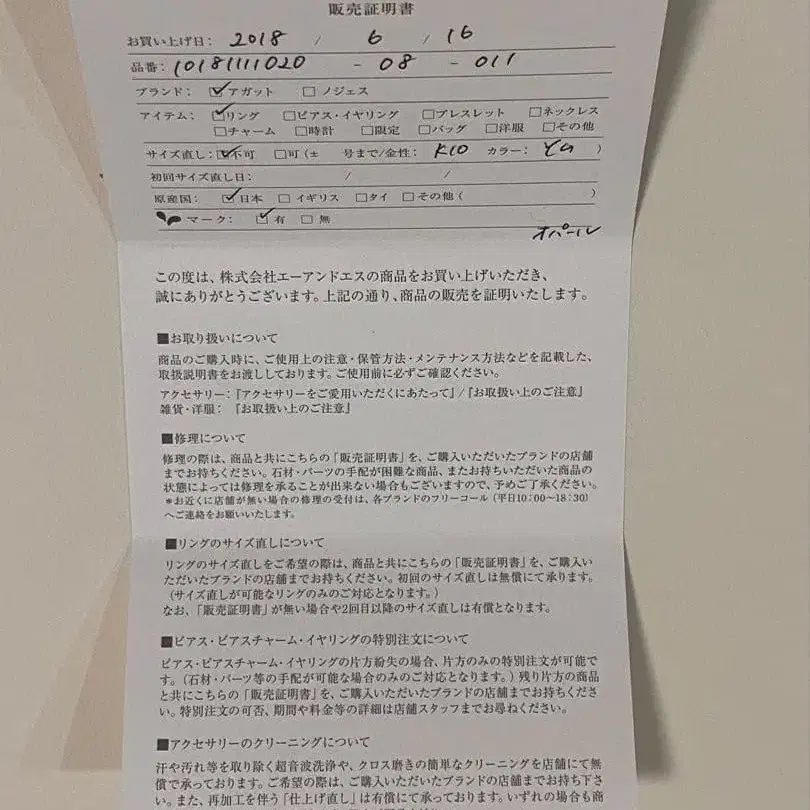 販売証明書
お買い上げ日: 2018 / 6 / 16
品番: 10181111020 - 08 - 011
ブランド: ☑アガット □ノジェス
アイテム: ☑リング □ピアス・イヤリング □ブレスレット □ネックレス
□チャーム □時計 □限定 □バッグ □洋服 □その他
サイズ直し: ☑不可 □可(± 号まで/金性: K10 カラー: YG )
初回サイズ直し日: / /
原産国: ☑日本 □イギリス □タイ □その他( )
マーク: ☑有 □無
オパール
この度は、株式会社エーアンドエスの商品をお買い上げいただき、
誠にありがとうございます。上記の通り、商品の販売を証明いたします。
■お取り扱いについて
商品のご購入時に、ご使用上の注意・保管方法・メンテナンス方法などを記載した、
取扱説明書をお渡ししております。ご使用前に必ずご確認ください。
アクセサリー:『アクセサリーをご愛用いただくにあたって』/『お取扱い上のご注意』
雑貨・洋服: 『お取扱い上のご注意』
■修理について
修理の際は、商品と共にこちらの「販売証明書」を、ご購入いただいたブランドの店舗
までお持ちください。石材・パーツの手配が困難な商品、またお持ちいただいた商品の
状態によっては修理を承ることが出来ない場合もございますので、予めご了承ください。
*お近くに店舗が無い場合の修理の受付は、各ブランドのフリーコール(平日10:00〜18:30)
へご連絡をお願いいたします。
■リングのサイズ直しについて
リングのサイズ直しをご希望の際は、商品と共にこちらの「販売証明書」を、ご購入い
ただいたブランドの店舗までお持ちください。初回のサイズ直しは無償にて承ります。
(サイズ直しが可能なリングのみのご対応となります。)
なお、「販売証明書」が無い場合や2回目以降のサイズ直しは有償となります。
■ピアス・ピアスチャーム・イヤリングの特別注文について
ピアス・ピアスチャーム・イヤリングの片方紛失の場合、片方のみの特別注文が可能で
す。(石材・パーツ等の手配が可能な場合のみのご対応となります。)残り片方の商品
と共にこちらの「販売証明書」を、ご購入いただいたブランドの店舗までお持ちくださ
い。特別注文の可否、期間や料金等の詳細は店舗スタッフまでお尋ねください。
■アクセサリーのクリーニングについて
汗や汚れ等を取り除く超音波洗浄や、クロス磨きの簡単なクリーニングを店舗にて無
償で承っております。ご希望の際は、ご購入いただいたブランドの店舗までお持ち下さ
い。また、再加工を伴う「仕上げ直し」は有償にて承っております。いずれの場合も商